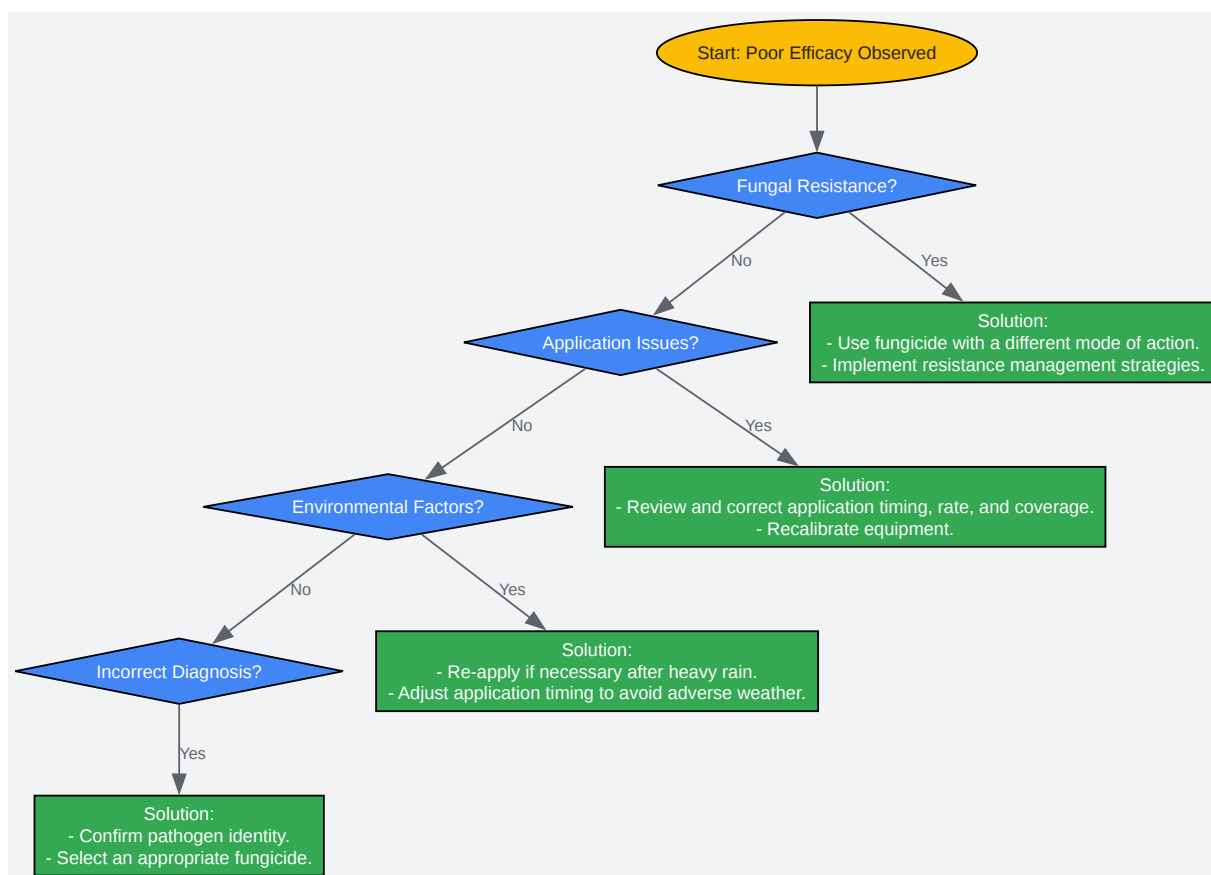 Start: Poor Efficacy Observed
Fungal Resistance?
No
Yes
Solution:
- Use fungicide with a different mode of action.
- Implement resistance management strategies.
Application Issues?
No
Yes
Solution:
- Review and correct application timing, rate, and coverage.
- Recalibrate equipment.
Environmental Factors?
No
Yes
Solution:
- Re-apply if necessary after heavy rain.
- Adjust application timing to avoid adverse weather.
Incorrect Diagnosis?
Yes
Solution:
- Confirm pathogen identity.
- Select an appropriate fungicide.